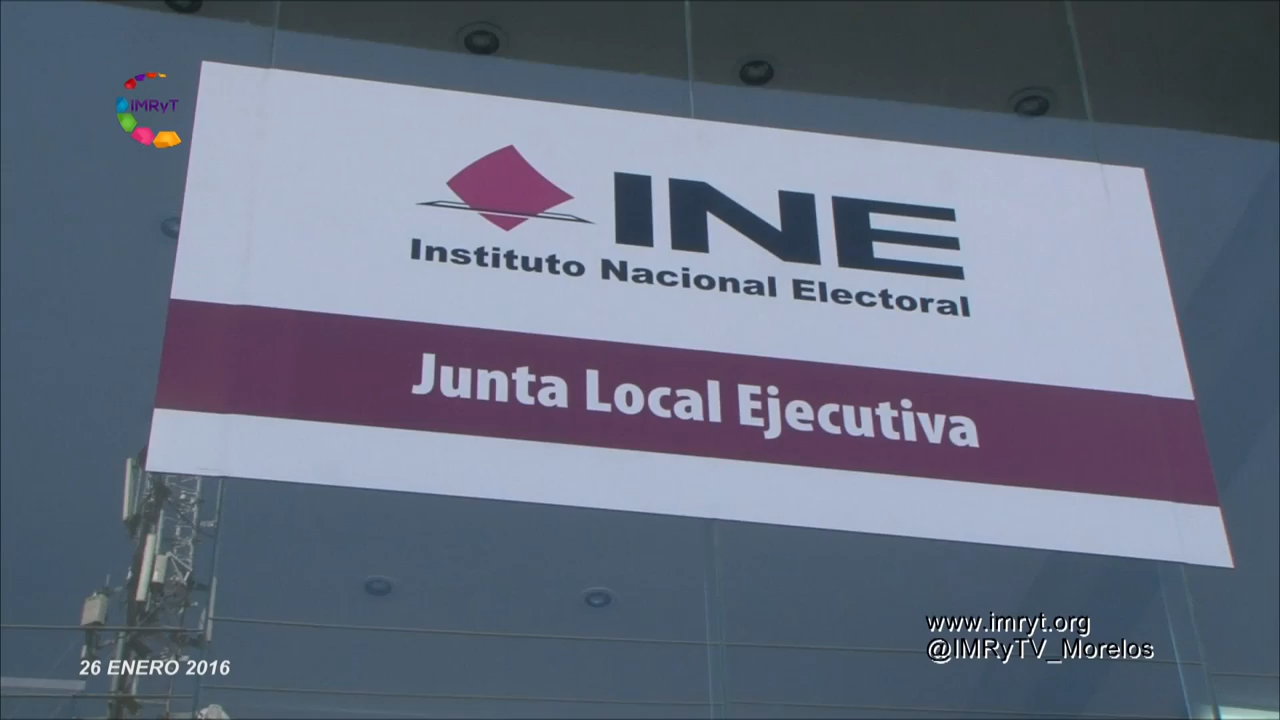 IMRyT
INE
Instituto Nacional Electoral
Junta Local Ejecutiva
www.imryt.org
@IMRyTV_Morelos
26 ENERO 2016